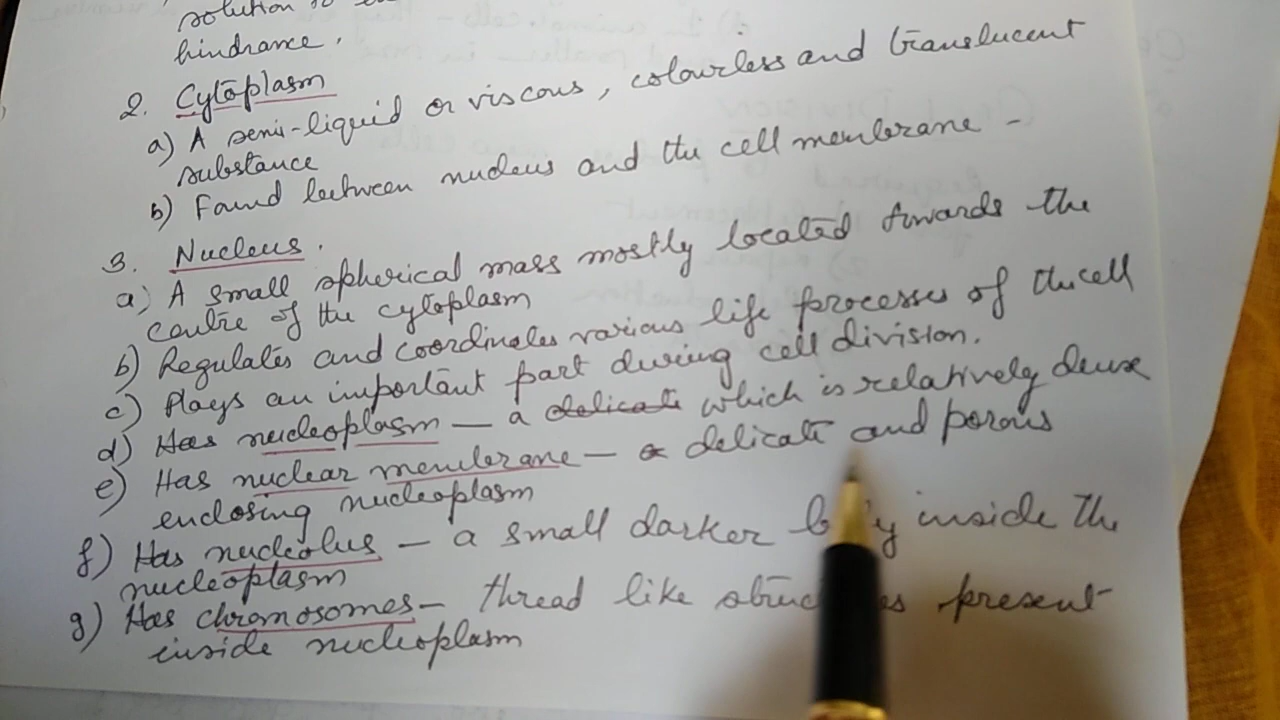 solution to
hindrance.
2. Cytoplasm
a) A semi-liquid or viscous, colourless and translucent
substance
b) Found between nucleus and the cell membrane -
3. Nucleus.
a) A small spherical mass mostly located towards the
centre of the cytoplasm
b) Regulates and coordinates various life processes of the cell
c) Plays an important part during cell division.
d) Has nucleoplasm — a delicate which is relatively dense
e) Has nuclear membrane — a delicate and porous
enclosing nucleoplasm
f) Has nucleolus — a small darker inside the
nucleoplasm
g) Has chromosomes — thread like present
inside nucleoplasm